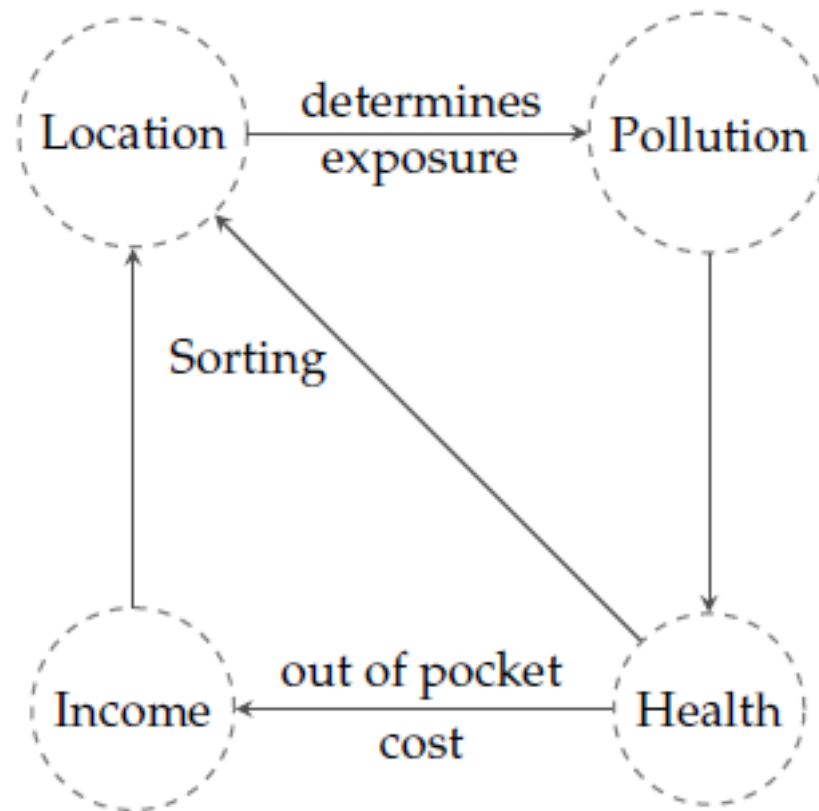 Location
determines
exposure
Pollution
Sorting
Income
out of pocket
cost
Health